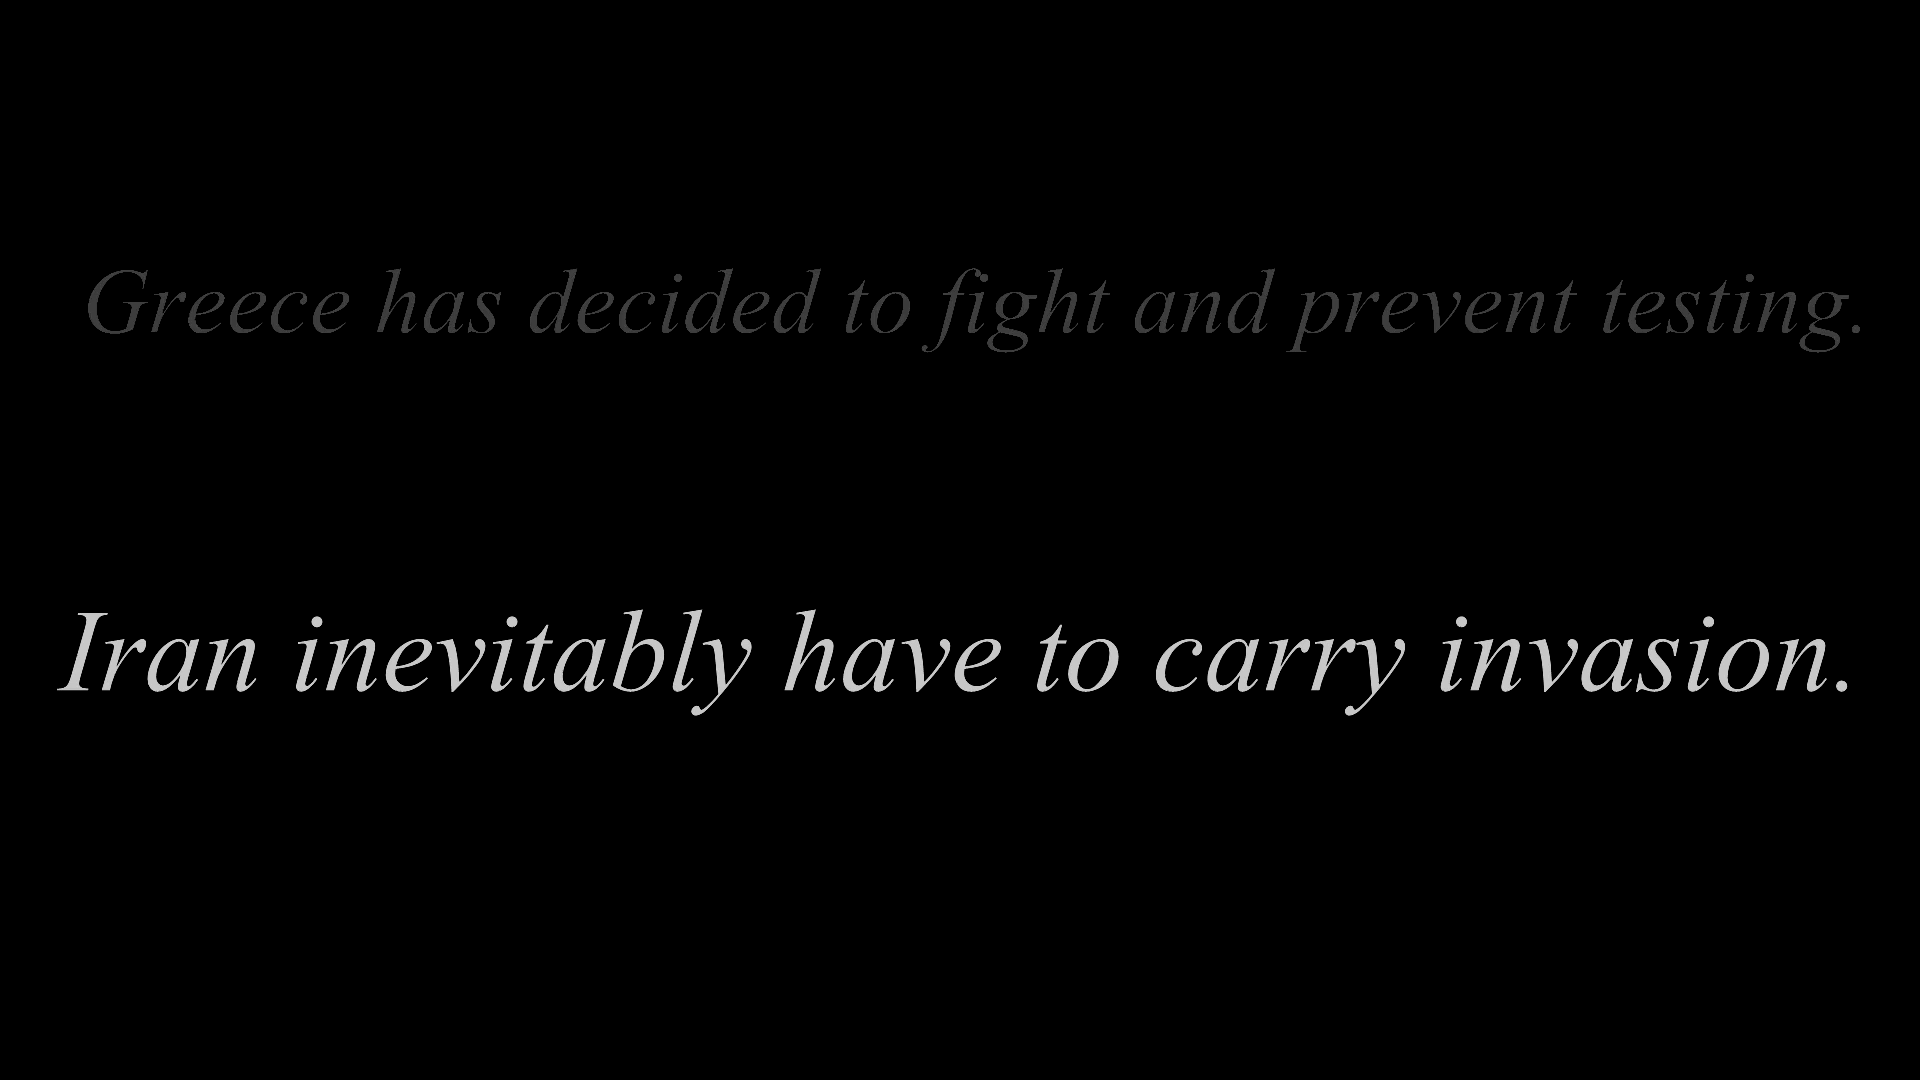 Greece has decided to fight and prevent testing.
Iran inevitably have to carry invasion.